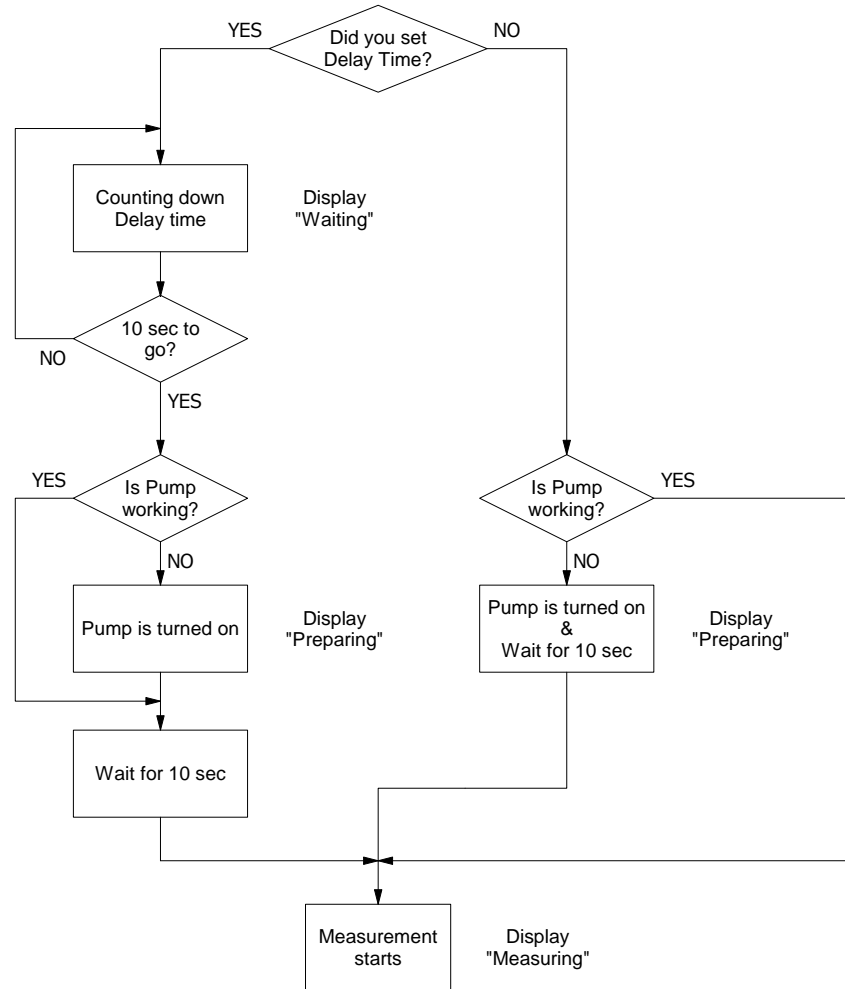 YES
Did you set
Delay Time?
NO
Counting down
Delay time
Display
"Waiting"
10 sec to
go?
NO
YES
YES
Is Pump
working?
NO
Is Pump
working?
YES
NO
Pump is turned on
Display
"Preparing"
Pump is turned on
&
Wait for 10 sec
Display
"Preparing"
Wait for 10 sec
Measurement
starts
Display
"Measuring"